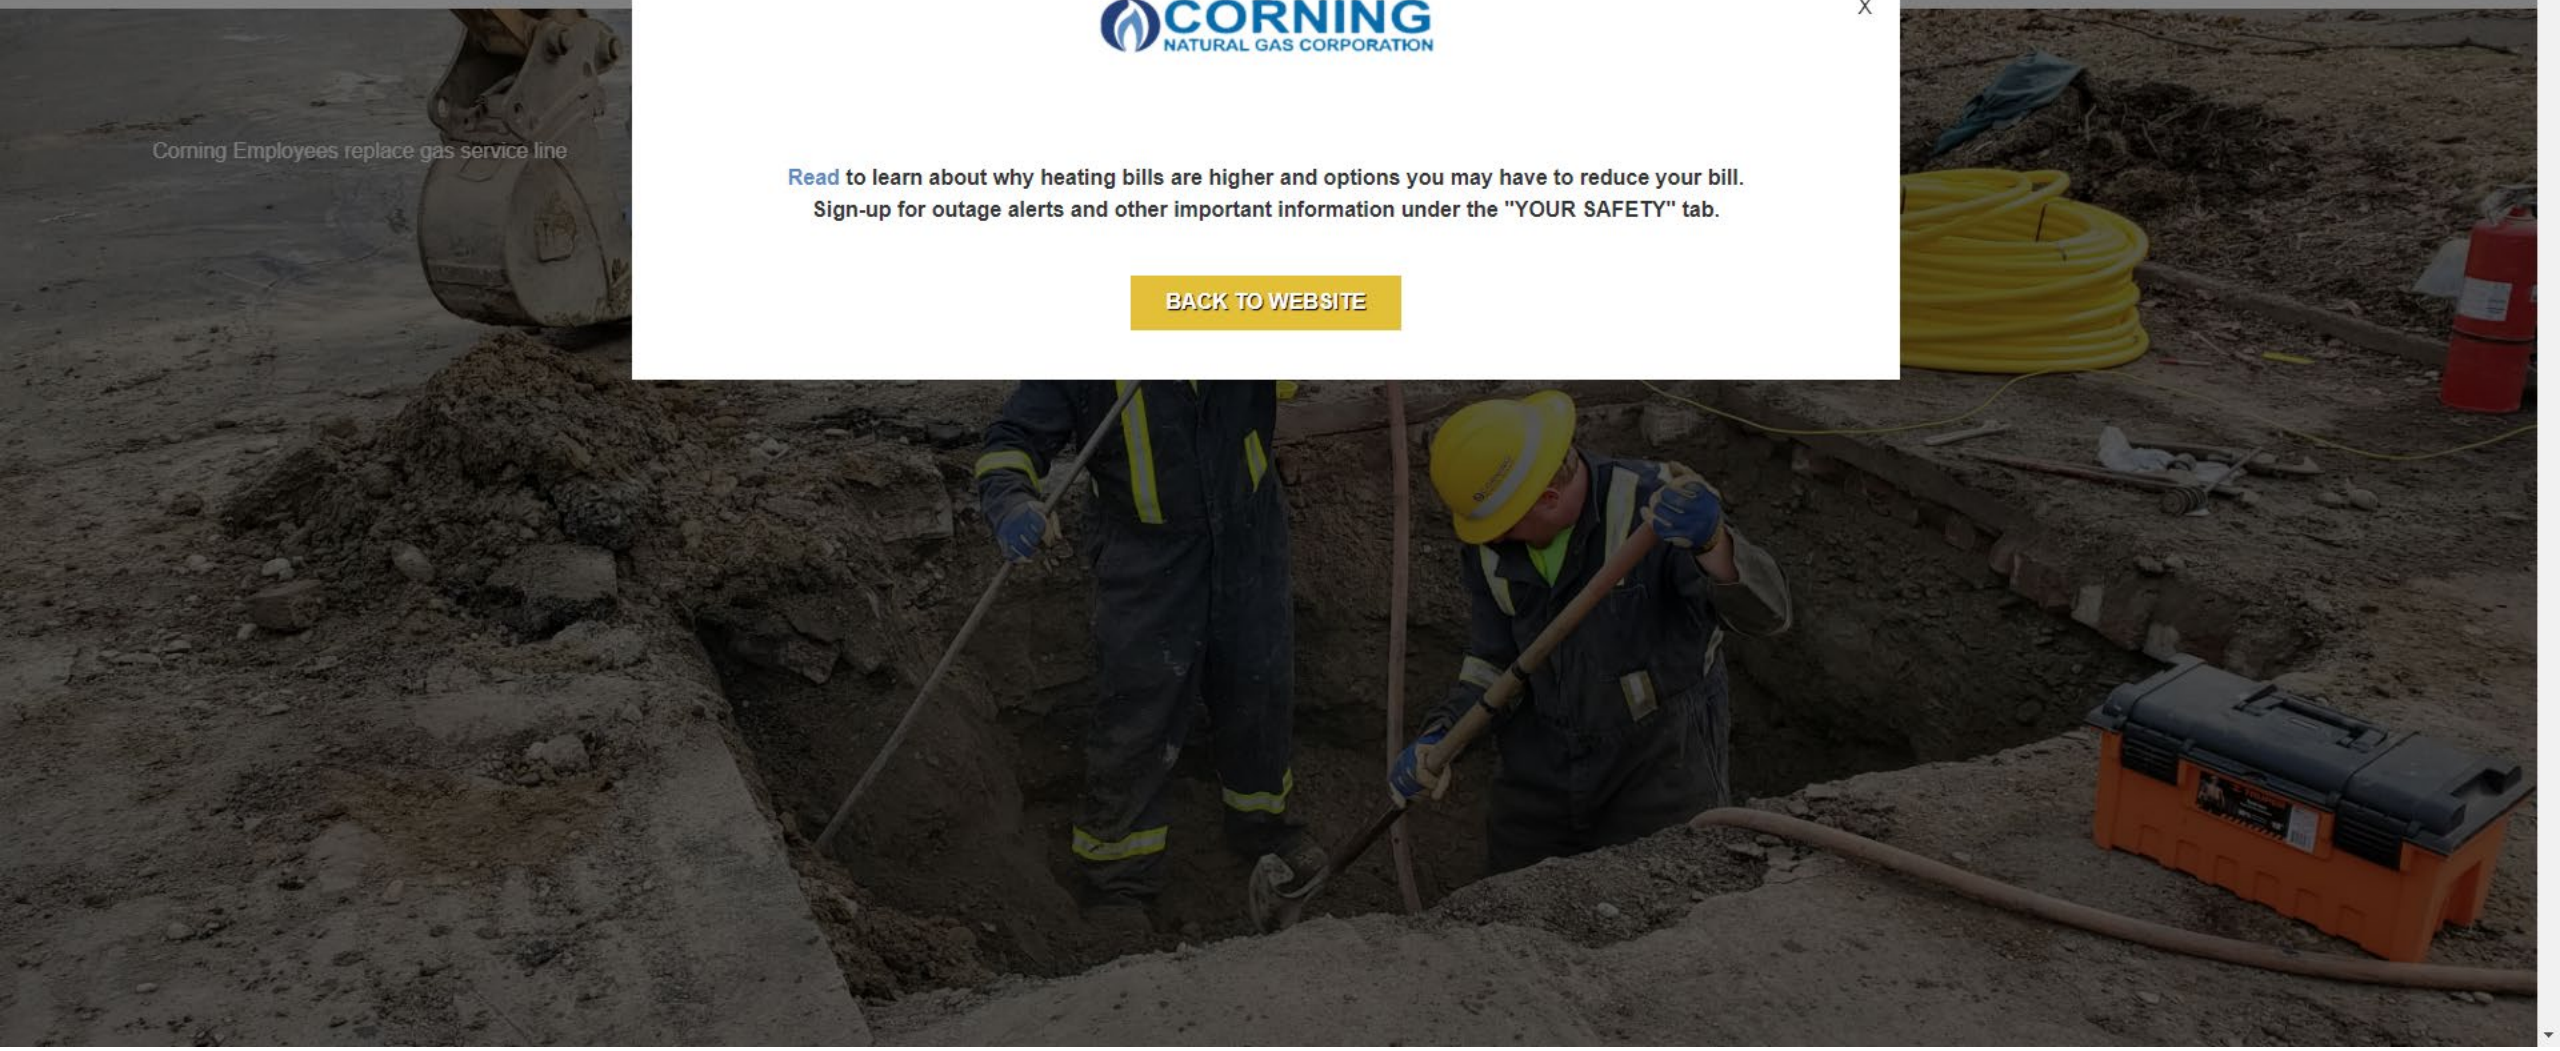 CORNING
NATURAL GAS CORPORATION
X
Corning Employees replace gas service line
Read to learn about why heating bills are higher and options you may have to reduce your bill.
Sign-up for outage alerts and other important information under the "YOUR SAFETY" tab.
BACK TO WEBSITE
CORNING